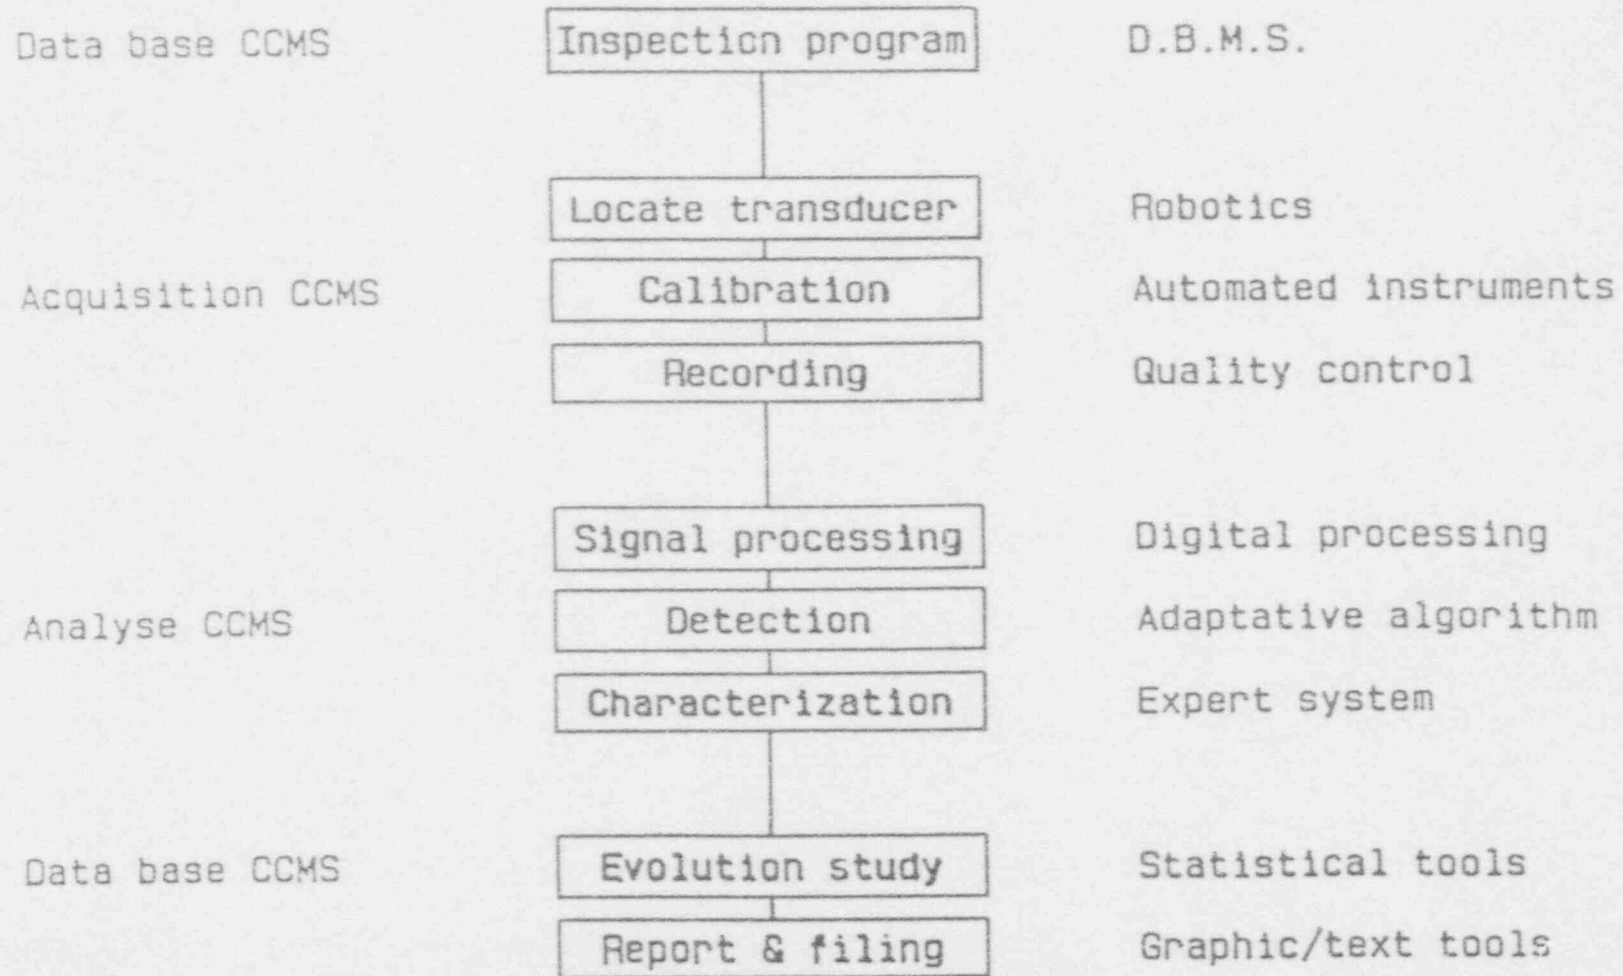 Data base CCMS Inspection program D.B.M.S.
Locate transducer Robotics
Acquisition CCMS Calibration Automated instruments
Recording Quality control
Signal processing Digital processing
Analyse CCMS Detection Adaptative algorithm
Characterization Expert system
Data base CCMS Evolution study Statistical tools
Report & filing Graphic/text tools